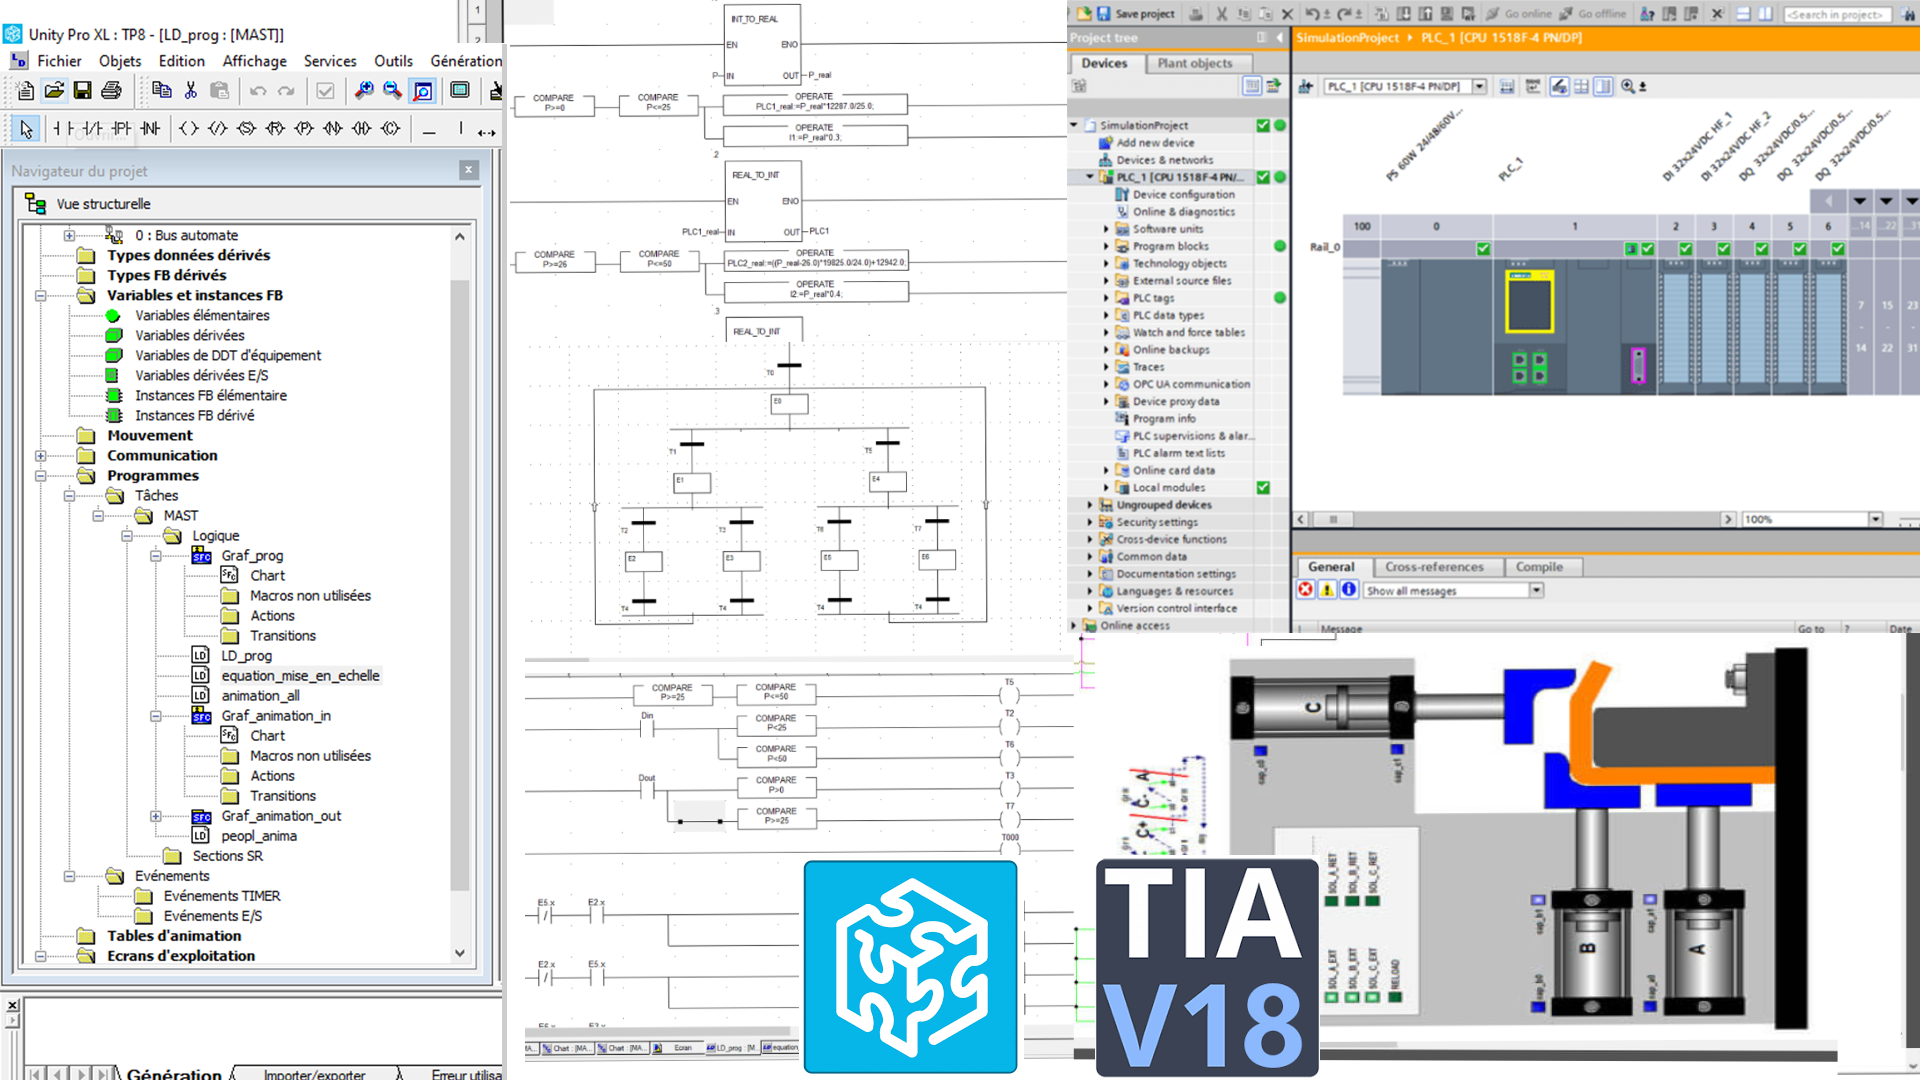 Unity Pro XL : TP8 - [LD_prog : [MAST]]
Fichier Objets Edition Affichage Services Outils Génération
Navigateur du projet
Vue structurelle
0 : Bus automate
Types données dérivés
Types FB dérivés
Variables et instances FB
Variables élémentaires
Variables dérivées
Variables de DDT d'équipement
Variables dérivées E/S
Instances FB élémentaire
Instances FB dérivé
Mouvement
Communication
Programmes
Tâches
MAST
Logique
Graf_prog
Chart
Macros non utilisées
Actions
Transitions
LD_prog
equation_mise_en_echelle
animation_all
Graf_animation_in
Chart
Macros non utilisées
Actions
Transitions
Graf_animation_out
peopl_anima
Sections SR
Evénements
Evénements TIMER
Evénements E/S
Tables d'animation
Ecrans d'exploitation
Génération Importer/exporter Erreur utilisa
1
2
INT_TO_REAL
EN ENO
P IN OUT P_real
COMPARE
P>=0
COMPARE
P<=25
OPERATE
PLC1_real:=P_real*12287.0/25.0;
OPERATE
I1:=P_real*0.3;
2
REAL_TO_INT
EN ENO
PLC1_real IN OUT PLC1
COMPARE
P>=26
COMPARE
P<=50
OPERATE
PLC2_real:=((P_real-26.0)*19825.0/24.0)+12942.0;
OPERATE
I2:=P_real*0.4;
3
REAL_TO_INT
T0
E0
T1 T5
E1 E4
T2 T3 T6 T7
E2 E3 E5 E6
T4 T4 T4 T4
COMPARE
P>=25
COMPARE
P<=50
T5
Din
COMPARE
P<25
T2
COMPARE
P<50
T6
Dout
COMPARE
P>0
T3
COMPARE
P>=25
T7
T000
E5.x E2.x
E2.x E5.x
Chart : [MA... Chart : [MA... Ecran LD_prog : [M... equation
Save project Go online Go offline <Search in project>
Project tree
Devices Plant objects
SimulationProject
Add new device
Devices & networks
PLC_1 [CPU 1518F-4 PN/...
Device configuration
Online & diagnostics
Software units
Program blocks
Technology objects
External source files
PLC tags
PLC data types
Watch and force tables
Online backups
Traces
OPC UA communication
Device proxy data
Program info
PLC supervisions & alar...
PLC alarm text lists
Online card data
Local modules
Ungrouped devices
Security settings
Cross-device functions
Common data
Documentation settings
Languages & resources
Version control interface
Online access
SimulationProject PLC_1 [CPU 1518F-4 PN/DP]
PLC_1 [CPU 1518F-4 PN/DP]
PS 60W 24/48/60V...
PLC_1
DI 32x24VDC HF_1
DI 32x24VDC HF_2
DQ 32x24VDC/0.5...
DQ 32x24VDC/0.5...
DQ 32x24VDC/0.5...
100 0 1 2 3 4 5 6
Rail_0
7 15 23
14 22 31
100%
General Cross-references Compile
Show all messages
Message Go to ? Date
C
cap_c0
cap_c1
SOL_A_RET
SOL_B_RET
SOL_C_RET
SOL_A_EXT
SOL_B_EXT
SOL_C_EXT
RELOAD
cap_b1
cap_a1
B
A
cap_b0
cap_a0
TIA
V18